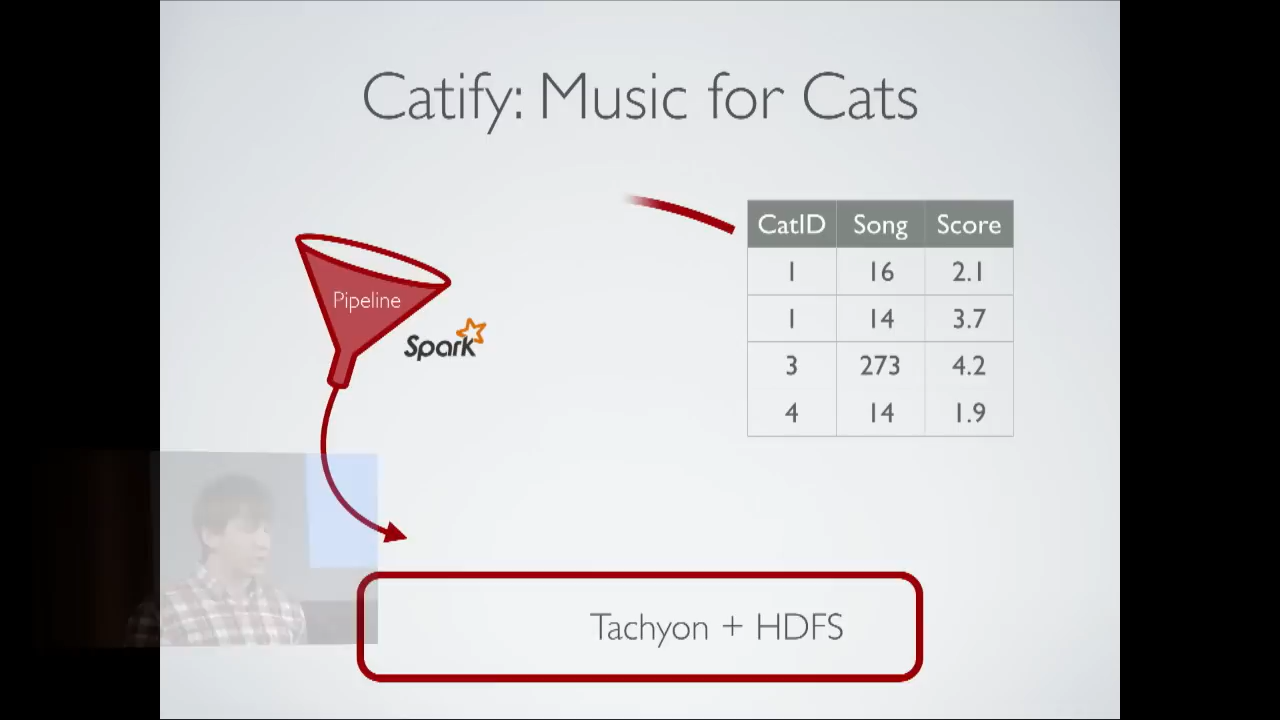 Catify: Music for Cats
CatID Song Score
1 16 2.1
1 14 3.7
3 273 4.2
4 14 1.9
Pipeline
Spark
Tachyon + HDFS